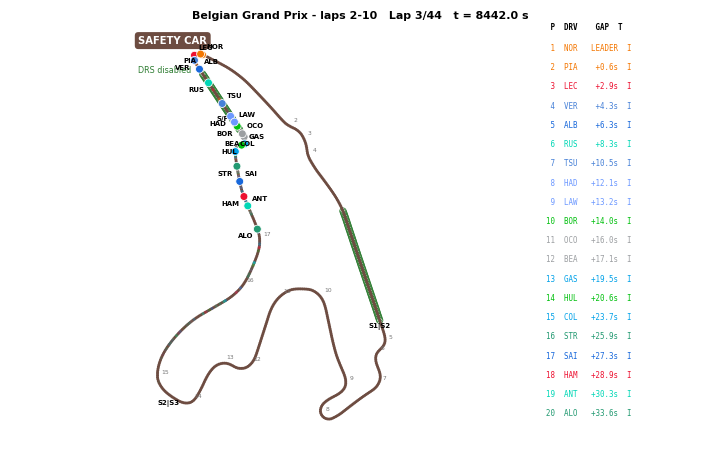 Belgian Grand Prix - laps 2-10   Lap 3/44   t = 8442.0 s
SAFETY CAR
DRS disabled
P DRV GAP T
1 NOR LEADER I
2 PIA +0.6s I
3 LEC +2.9s I
4 VER +4.3s I
5 ALB +6.3s I
6 RUS +8.3s I
7 TSU +10.5s I
8 HAD +12.1s I
9 LAW +13.2s I
10 BOR +14.0s I
11 OCO +16.0s I
12 BEA +17.1s I
13 GAS +19.5s I
14 HUL +20.6s I
15 COL +23.7s I
16 STR +25.9s I
17 SAI +27.3s I
18 HAM +28.9s I
19 ANT +30.3s I
20 ALO +33.6s I
LEC
NOR
PIA
ALB
VER
RUS
TSU
S/F
LAW
HAD
OCO
BOR
GAS
BEA
COL
HUL
STR
SAI
ANT
HAM
ALO
2
3
4
17
16
10
S1|S2
5
15
13
12
9
7
8
S2|S3